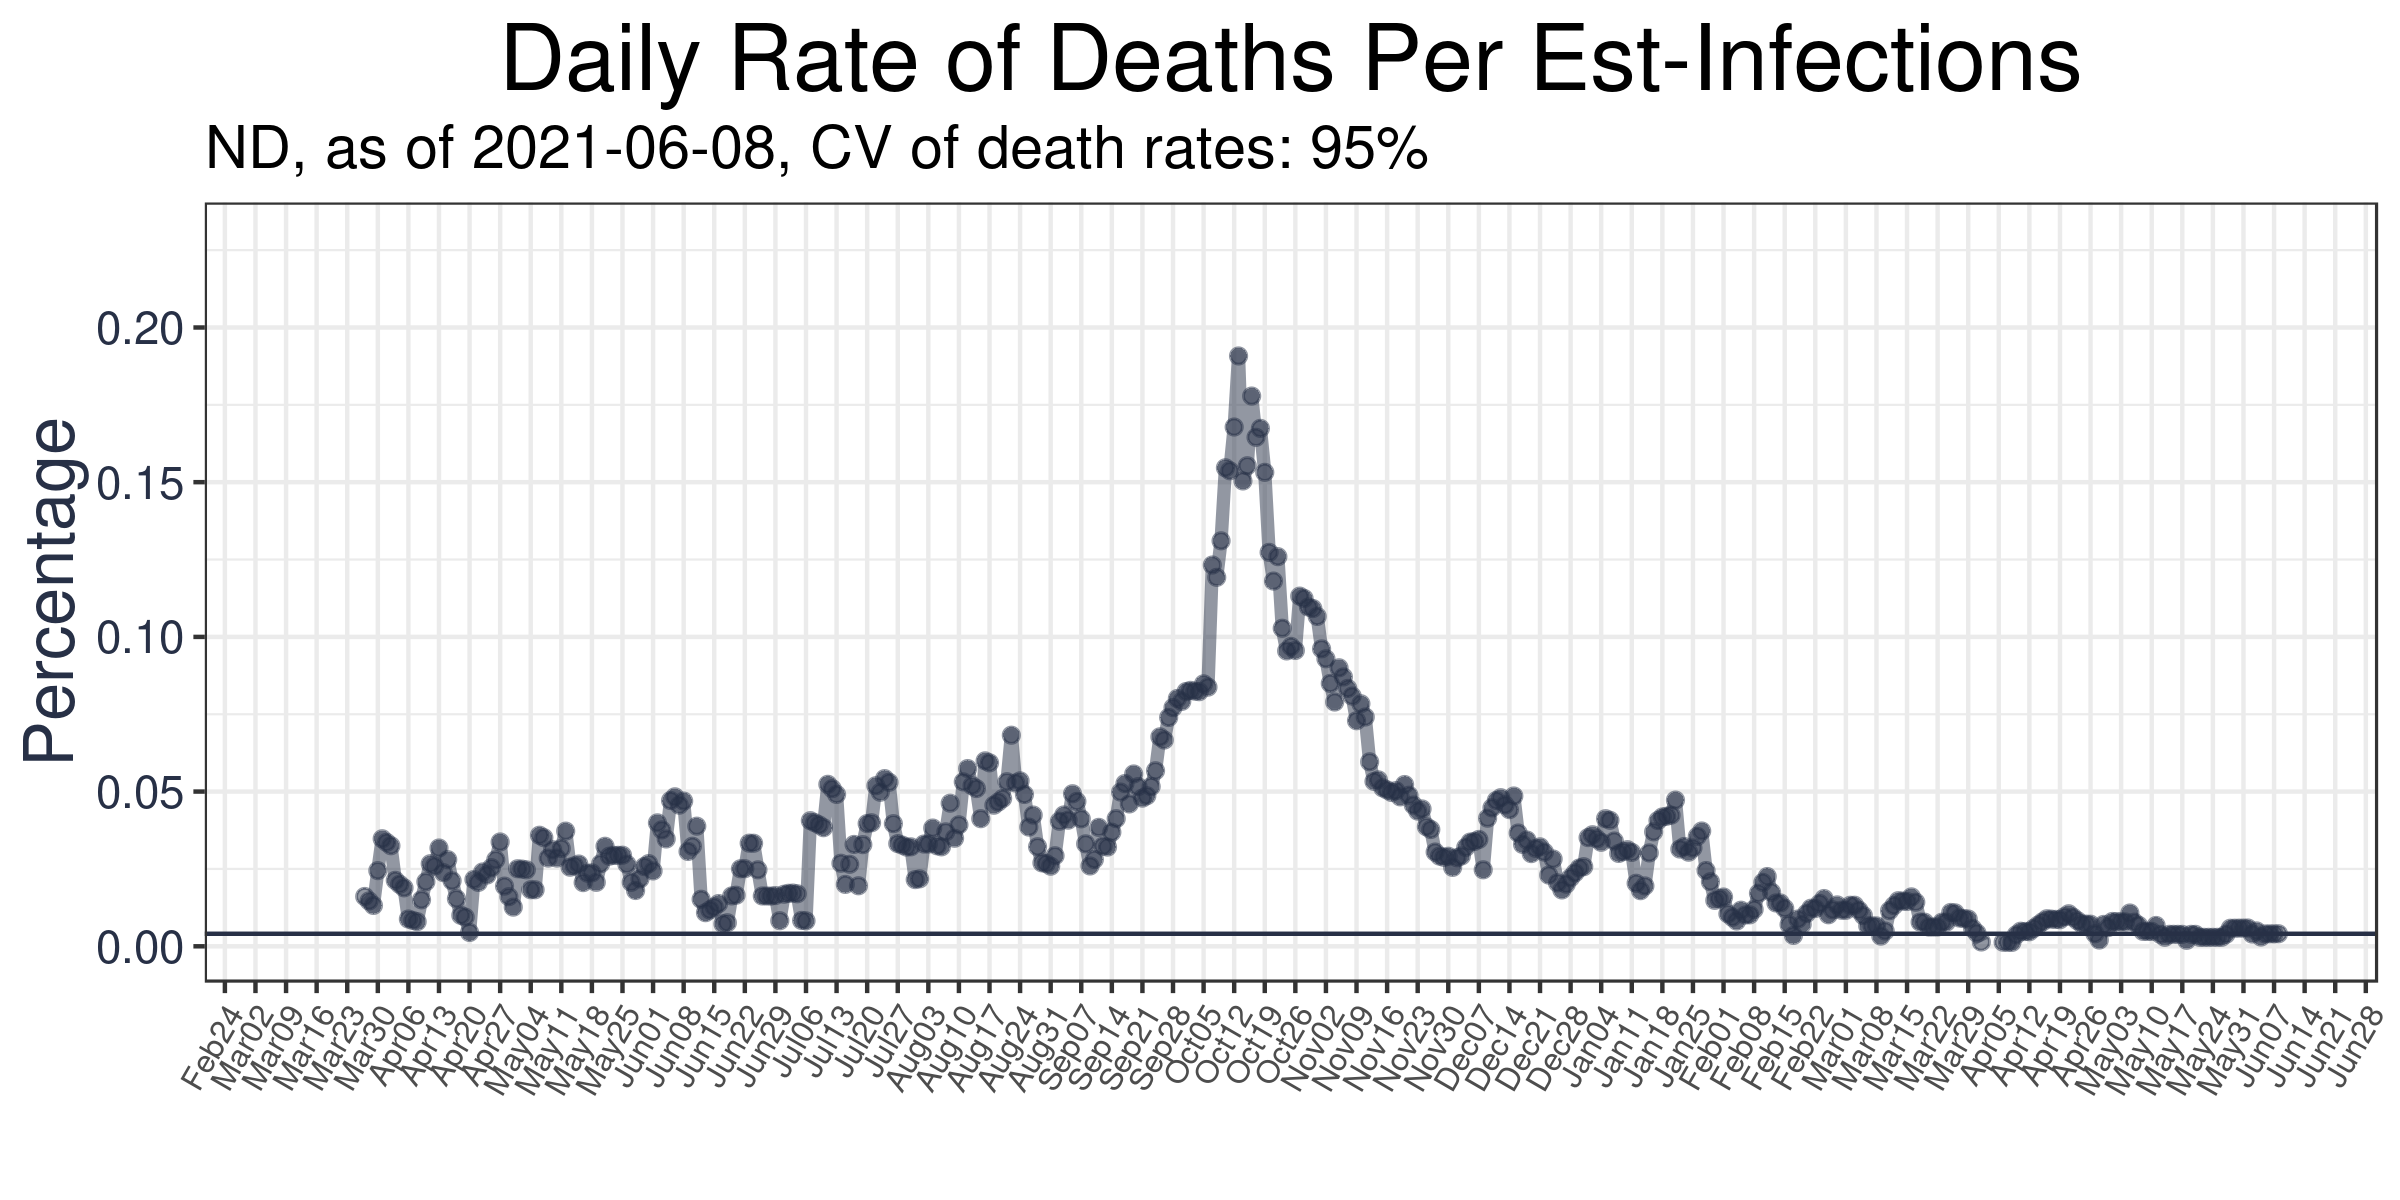 Daily Rate of Deaths Per Est-Infections
ND, as of 2021-06-08, CV of death rates: 95%
Percentage
0.20
0.15
0.10
0.05
0.00
Feb24 Mar02 Mar09 Mar16 Mar23 Mar30 Apr06 Apr13 Apr20 Apr27 May04 May11 May18 May25 Jun01 Jun08 Jun15 Jun22 Jun29 Jul06 Jul13 Jul20 Jul27 Aug03 Aug10 Aug17 Aug24 Aug31 Sep07 Sep14 Sep21 Sep28 Oct05 Oct12 Oct19 Oct26 Nov02 Nov09 Nov16 Nov23 Nov30 Dec07 Dec14 Dec21 Dec28 Jan04 Jan11 Jan18 Jan25 Feb01 Feb08 Feb15 Feb22 Mar01 Mar08 Mar15 Mar22 Mar29 Apr05 Apr12 Apr19 Apr26 May03 May10 May17 May24 May31 Jun07 Jun14 Jun21 Jun28